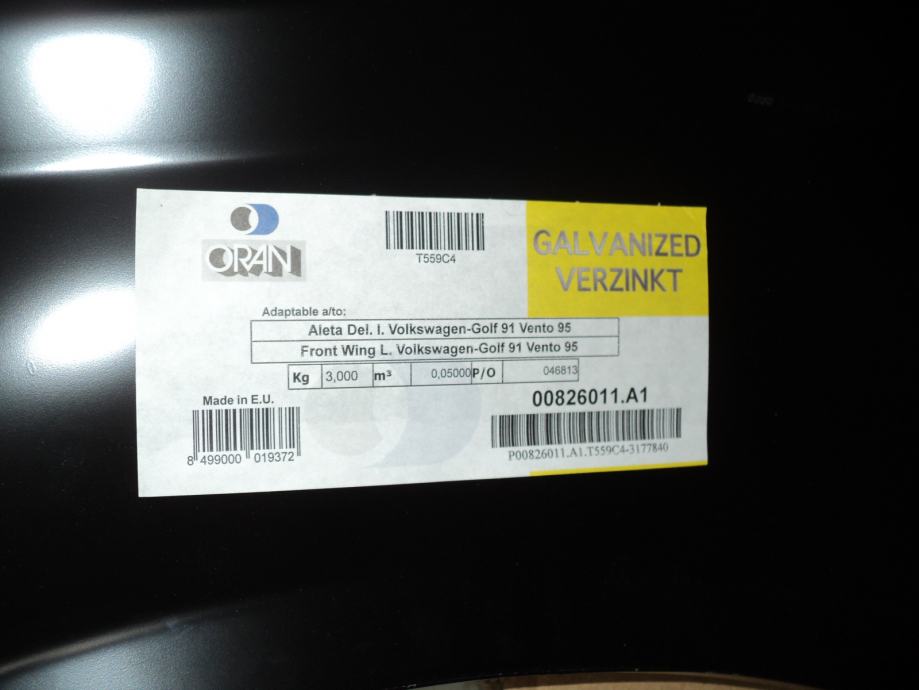 ORAN
T559C4
GALVANIZED
VERZINKT
Adaptable a/to:
Aleta Del. I. Volkswagen-Golf 91 Vento 95
Front Wing L. Volkswagen-Golf 91 Vento 95
Kg 3,000 m³ 0,05000 P/O 046813
Made in E.U.
00826011.A1
8 499000 019372
P00826011.A1.T559C4-3177840